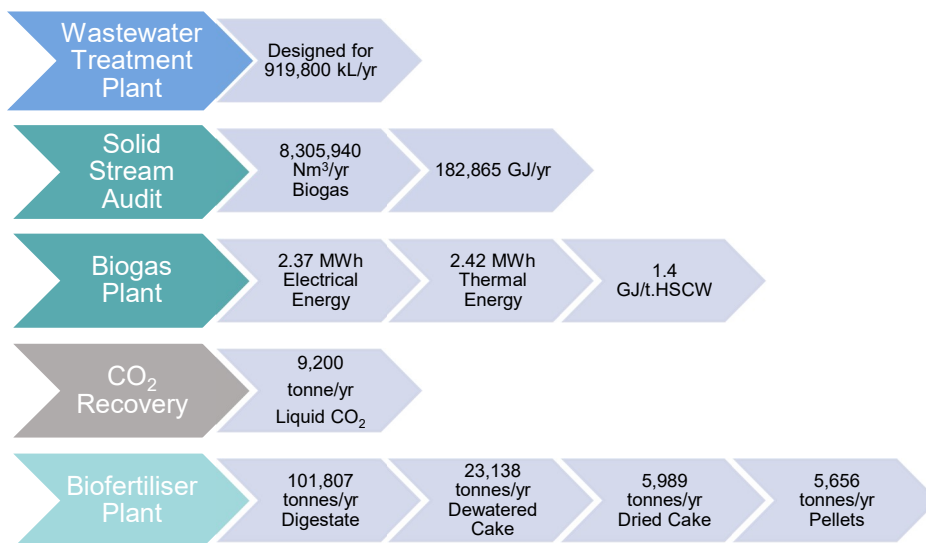 Wastewater
Treatment
Plant
Designed for
919,800 kL/yr
Solid
Stream
Audit
8,305,940
Nm³/yr
Biogas
182,865 GJ/yr
Biogas
Plant
2.37 MWh
Electrical
Energy
2.42 MWh
Thermal
Energy
1.4
GJ/t.HSCW
CO₂
Recovery
9,200
tonne/yr
Liquid CO₂
Biofertiliser
Plant
101,807
tonnes/yr
Digestate
23,138
tonnes/yr
Dewatered
Cake
5,989
tonnes/yr
Dried Cake
5,656
tonnes/yr
Pellets